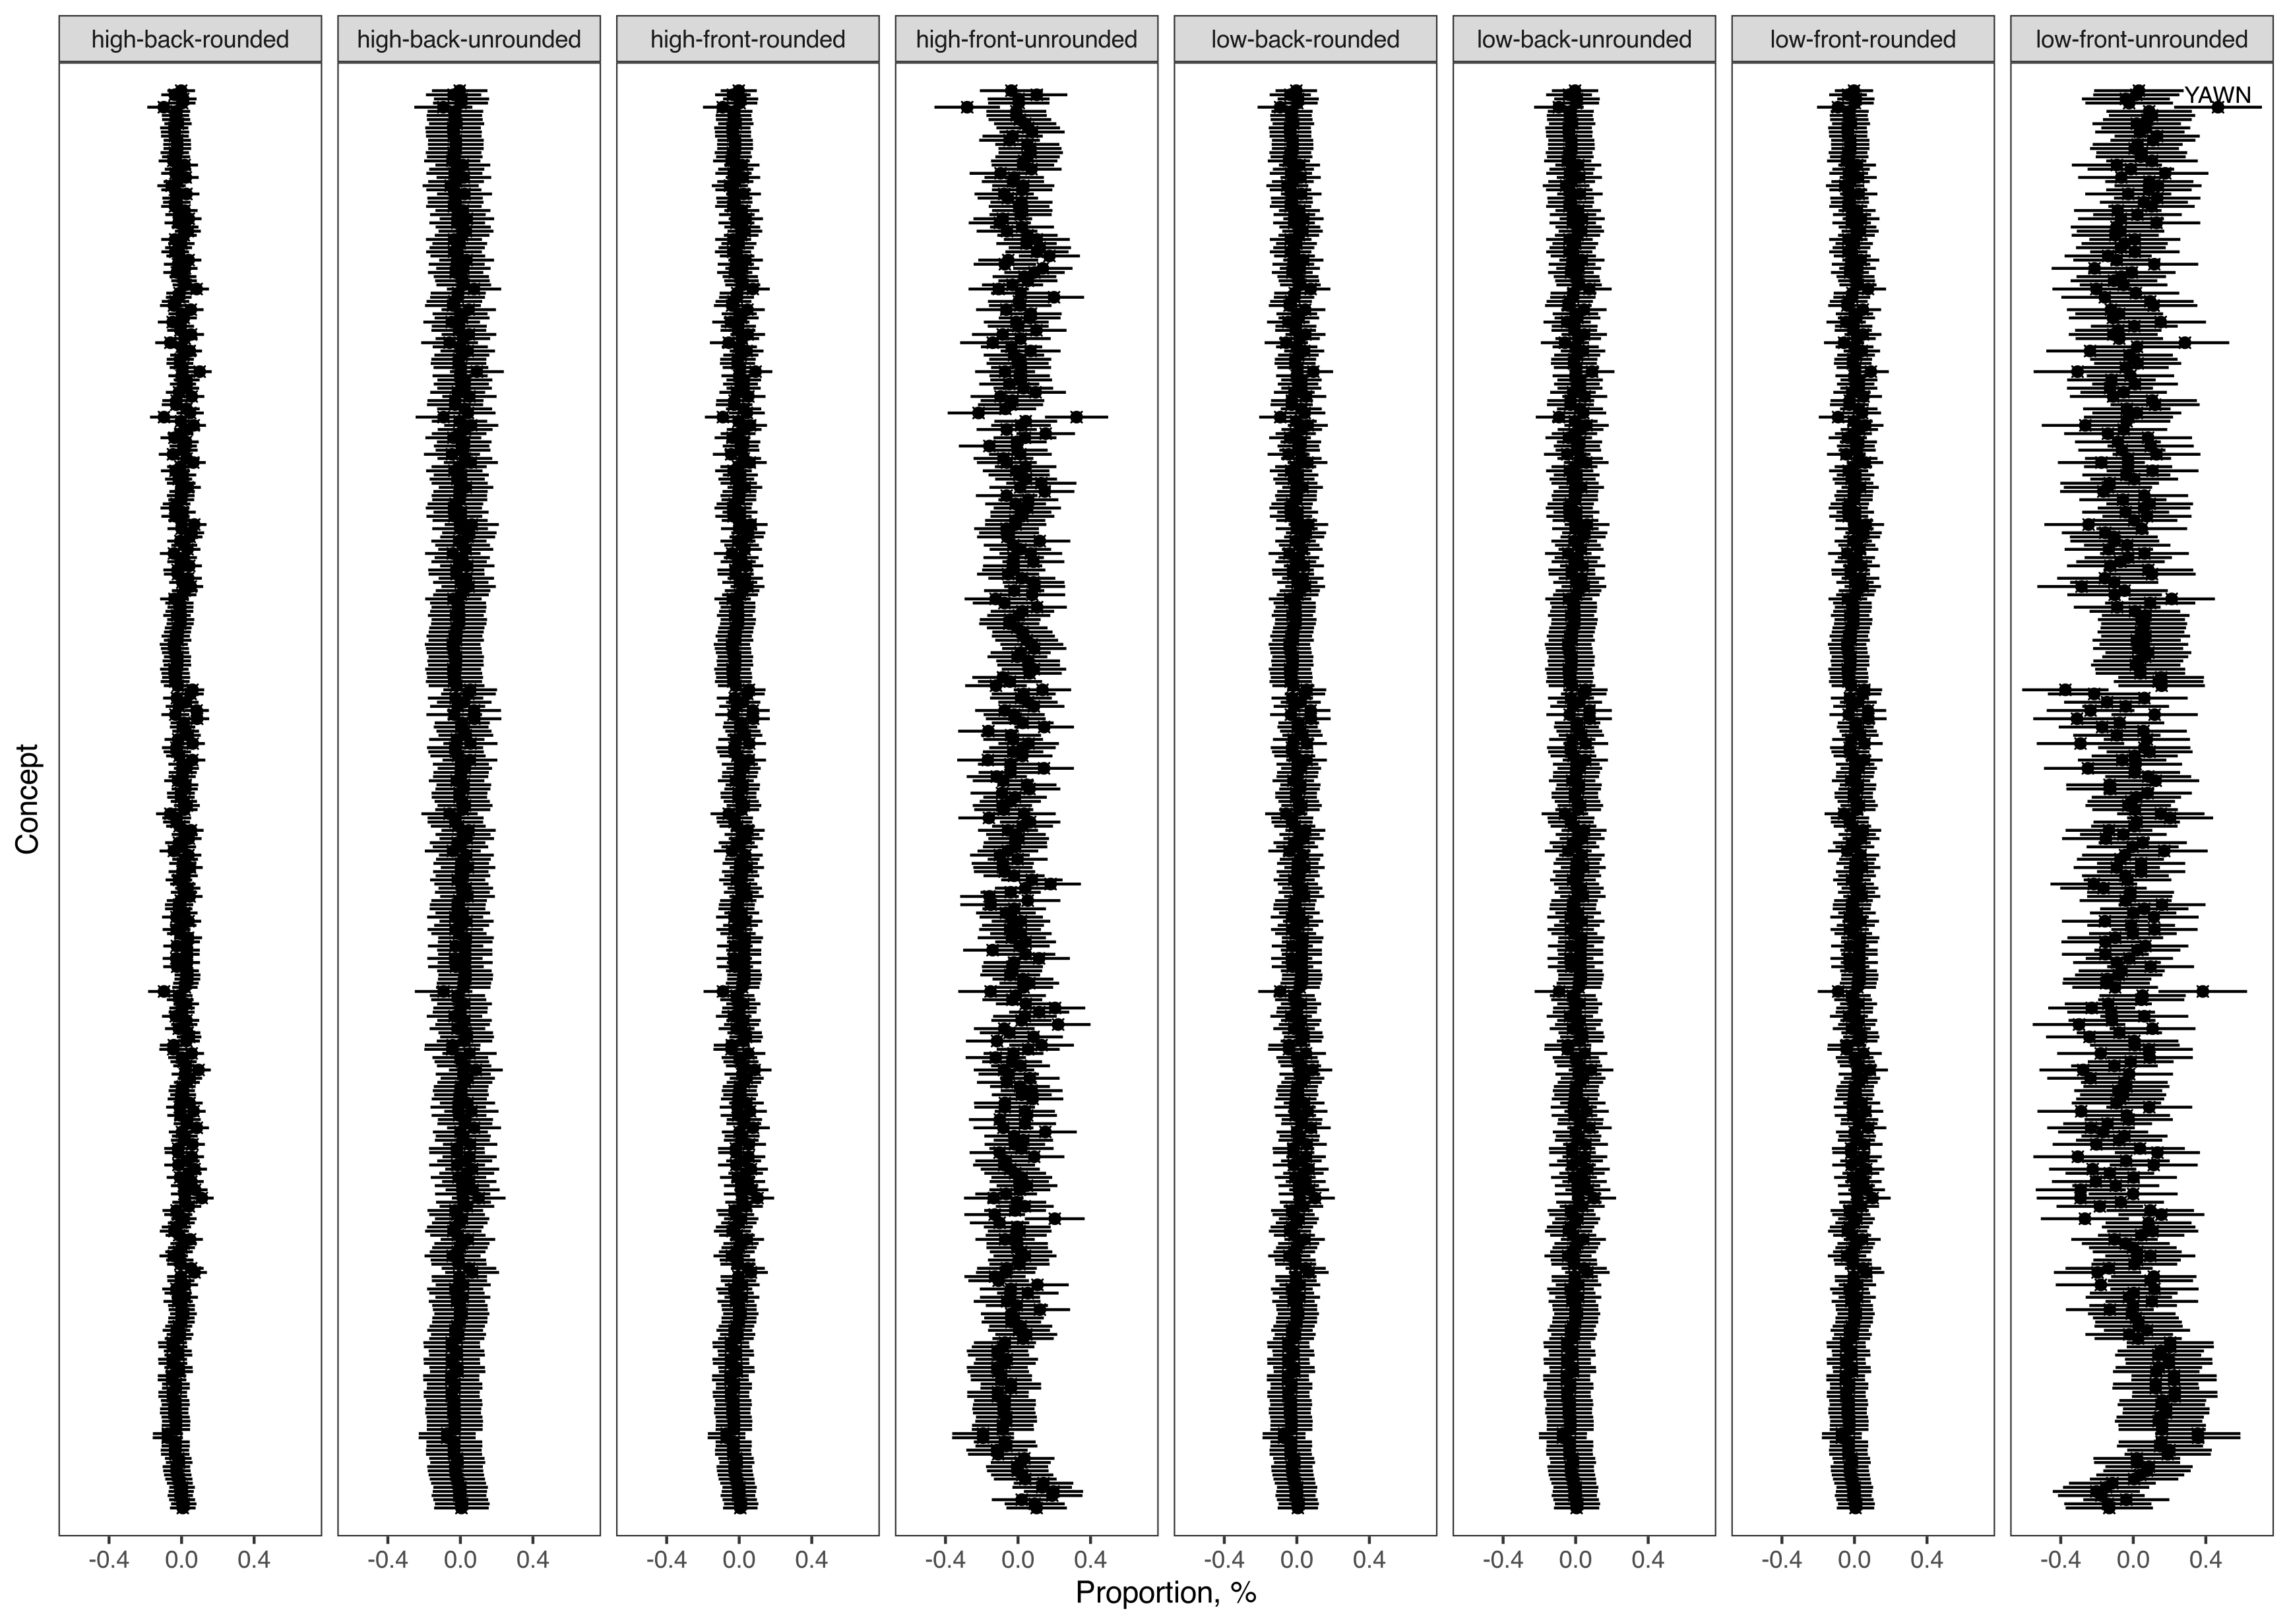 high-back-rounded
high-back-unrounded
high-front-rounded
high-front-unrounded
low-back-rounded
low-back-unrounded
low-front-rounded
low-front-unrounded
YAWN
Concept
-0.4 0.0 0.4
-0.4 0.0 0.4
-0.4 0.0 0.4
-0.4 0.0 0.4
-0.4 0.0 0.4
-0.4 0.0 0.4
-0.4 0.0 0.4
-0.4 0.0 0.4
Proportion, %